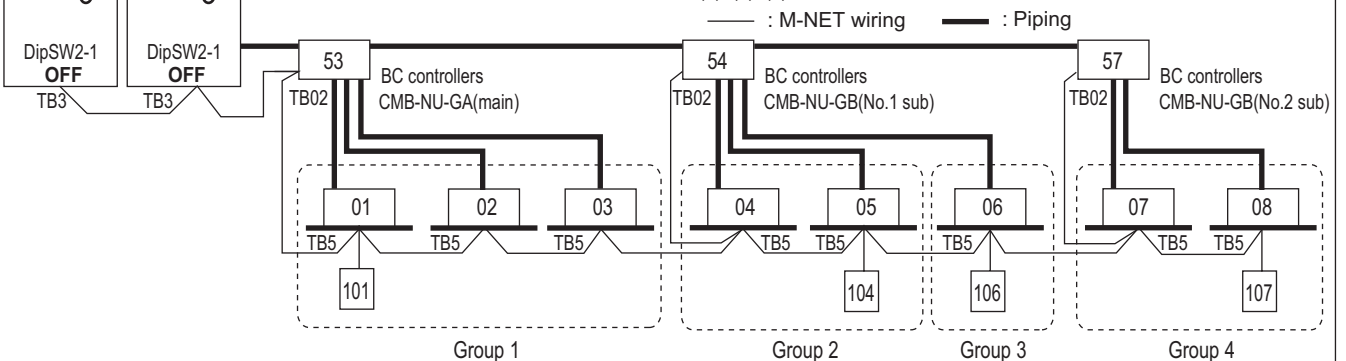 : M-NET wiring : Piping
DipSW2-1
OFF
DipSW2-1
OFF
TB3
TB3
53
TB02
BC controllers
CMB-NU-GA(main)
54
TB02
BC controllers
CMB-NU-GB(No.1 sub)
57
TB02
BC controllers
CMB-NU-GB(No.2 sub)
01
02
03
04
05
06
07
08
TB5
TB5
TB5
TB5
TB5
TB5
TB5
TB5
101
104
106
107
Group 1
Group 2
Group 3
Group 4